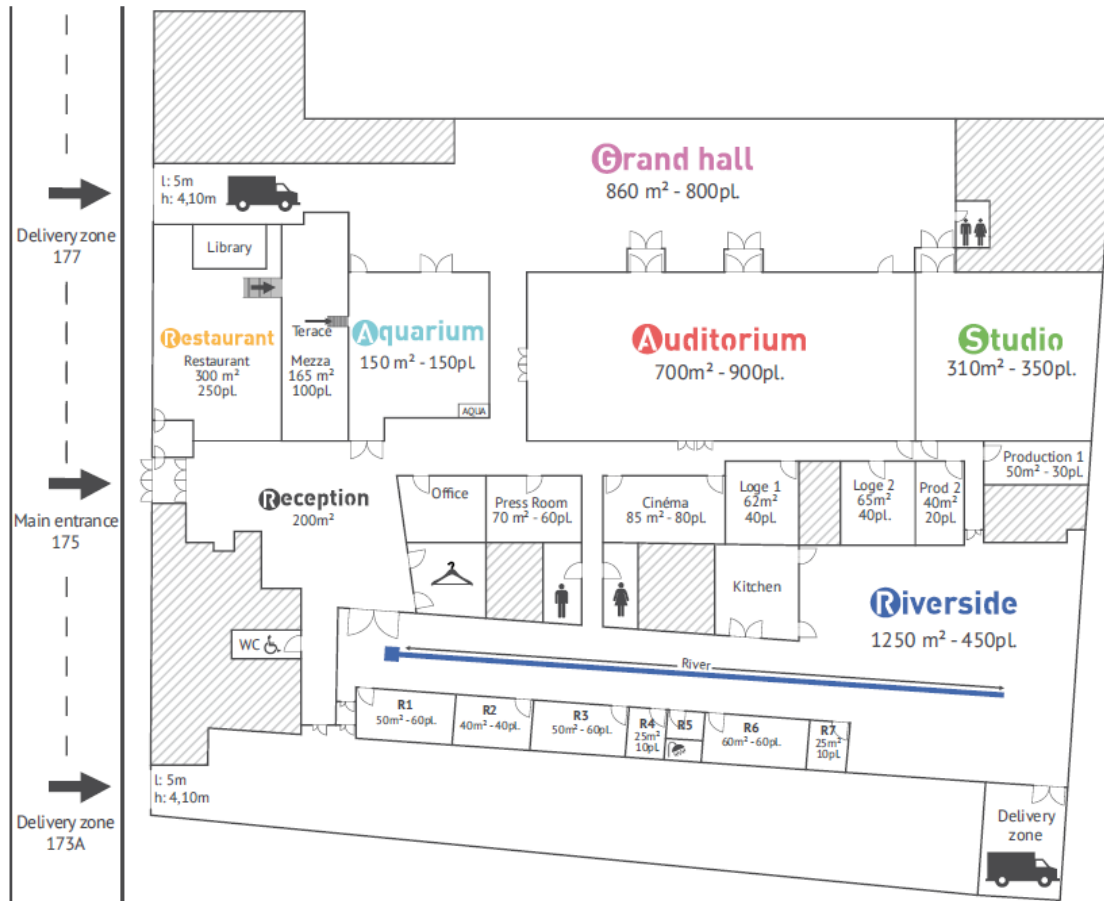 Grand hall
860 m² - 800pl.
l: 5m
h: 4,10m
Delivery zone
177
Library
Restaurant
Restaurant
300 m²
250pl.
Terace
Mezza
165 m²
100pl.
Aquarium
150 m² - 150pl
AQUA
Auditorium
700m² - 900pl.
Studio
310m² - 350pl.
Main entrance
175
Reception
200m²
Office
Press Room
70 m² - 60pl.
Cinéma
85 m² - 80pl.
Loge 1
62m²
40pl.
Loge 2
65m²
40pl.
Prod 2
40m²
20pl.
Production 1
50m² - 30pl.
Kitchen
Riverside
1250 m² - 450pl.
WC
River
R1
50m² - 60pl.
R2
40m² - 40pl.
R3
50m² - 60pl.
R4
25m²
10pl.
R5
R6
60m² - 60pl.
R7
25m²
10pl.
l: 5m
h: 4,10m
Delivery zone
173A
Delivery
zone